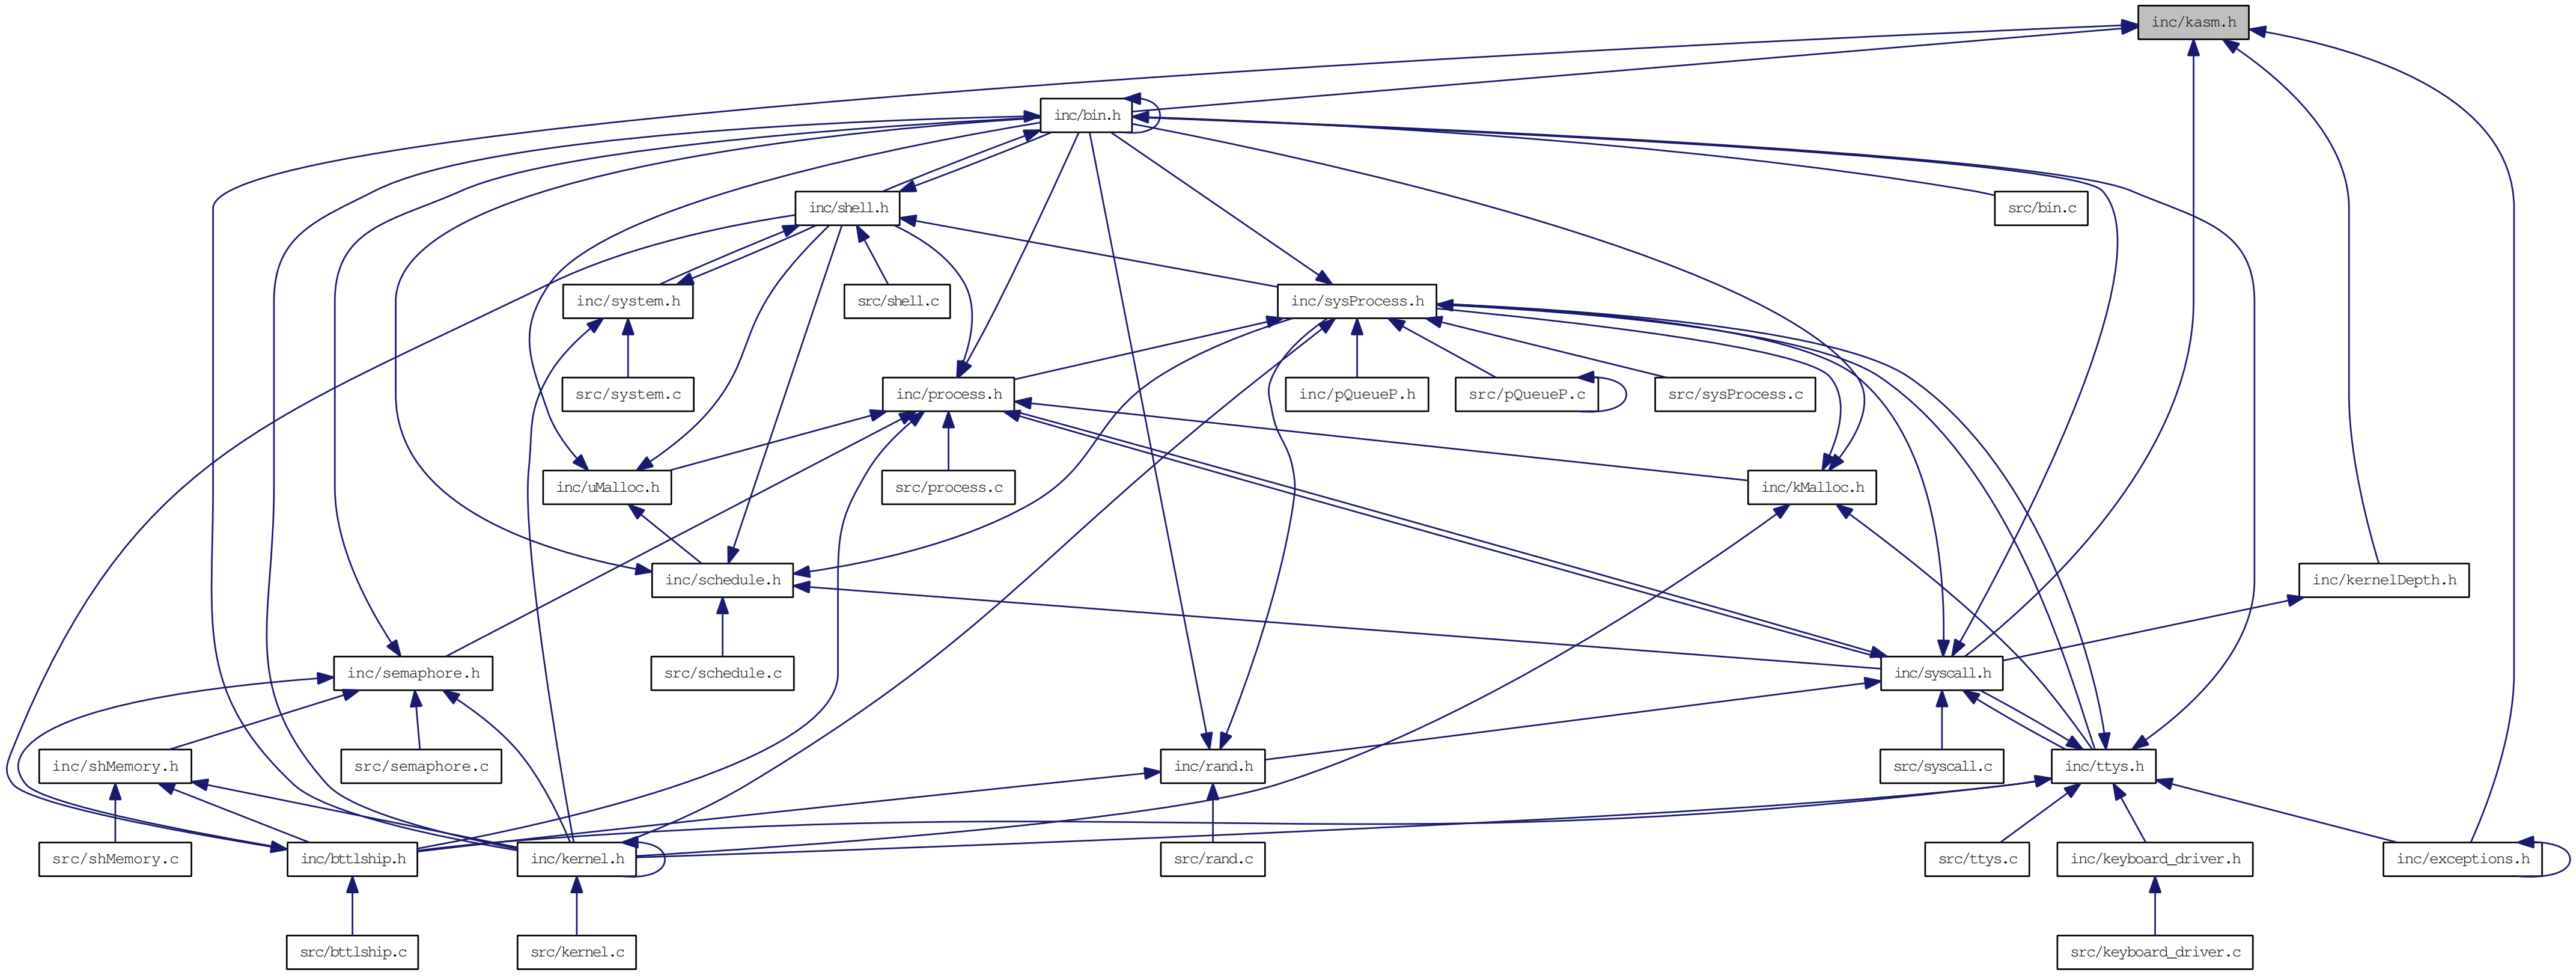 inc/kasm.h
inc/bin.h
inc/shell.h
src/bin.c
inc/system.h
src/shell.c
inc/sysProcess.h
src/system.c
inc/process.h
inc/pQueueP.h
src/pQueueP.c
src/sysProcess.c
inc/uMalloc.h
src/process.c
inc/kMalloc.h
inc/schedule.h
inc/kernelDepth.h
inc/semaphore.h
src/schedule.c
inc/syscall.h
inc/shMemory.h
src/semaphore.c
inc/rand.h
src/syscall.c
inc/ttys.h
src/shMemory.c
inc/bttlship.h
inc/kernel.h
src/rand.c
src/ttys.c
inc/keyboard_driver.h
inc/exceptions.h
src/bttlship.c
src/kernel.c
src/keyboard_driver.c